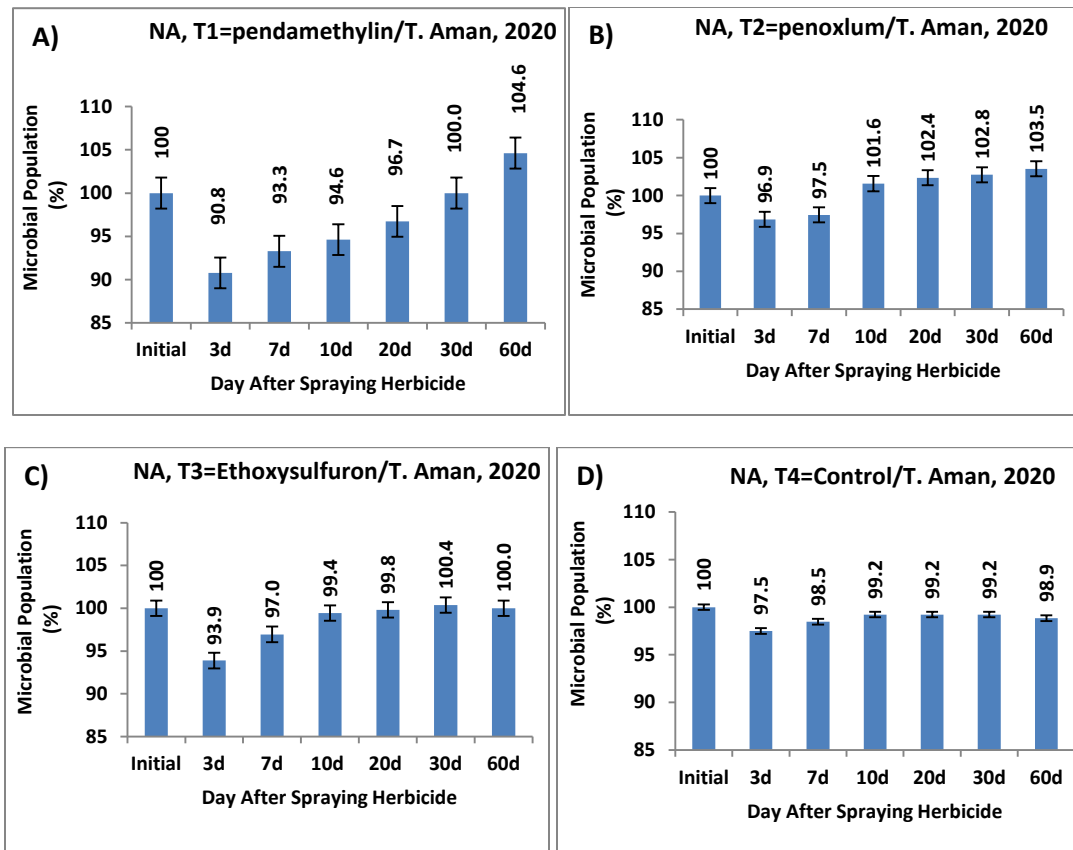 A)
NA, T1=pendamethylin/T. Aman, 2020
Microbial Population
(%)
110
105
100
95
90
85
100
90.8
93.3
94.6
96.7
100.0
104.6
Initial 3d 7d 10d 20d 30d 60d
Day After Spraying Herbicide
B)
NA, T2=penoxlum/T. Aman, 2020
Microbial Population
(%)
110
105
100
95
90
85
100
96.9
97.5
101.6
102.4
102.8
103.5
Initial 3d 7d 10d 20d 30d 60d
Day After Spraying Herbicide
C)
NA, T3=Ethoxysulfuron/T. Aman, 2020
Microbial Population
(%)
110
105
100
95
90
85
100
93.9
97.0
99.4
99.8
100.4
100.0
Initial 3d 7d 10d 20d 30d 60d
Day After Spraying Herbicide
D)
NA, T4=Control/T. Aman, 2020
Microbial Population
(%)
110
105
100
95
90
85
100
97.5
98.5
99.2
99.2
99.2
98.9
Initial 3d 7d 10d 20d 30d 60d
Day After Spraying Herbicide